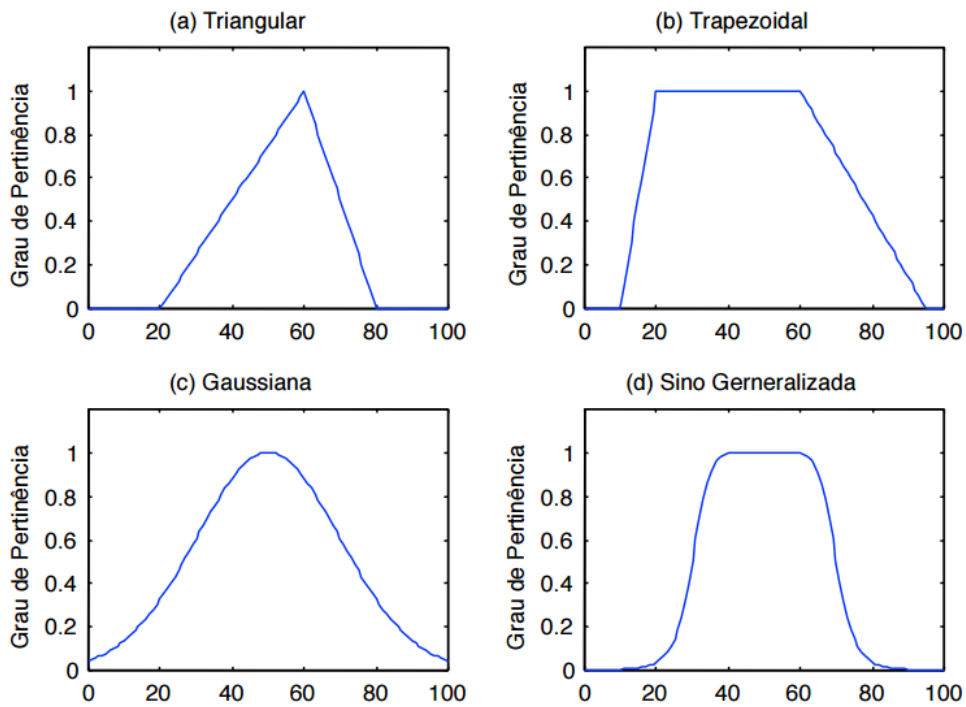 (a) Triangular
Grau de Pertinência
1
0.8
0.6
0.4
0.2
0
0 20 40 60 80 100
(b) Trapezoidal
Grau de Pertinência
1
0.8
0.6
0.4
0.2
0
0 20 40 60 80 100
(c) Gaussiana
Grau de Pertinência
1
0.8
0.6
0.4
0.2
0
0 20 40 60 80 100
(d) Sino Gerneralizada
Grau de Pertinência
1
0.8
0.6
0.4
0.2
0
0 20 40 60 80 100